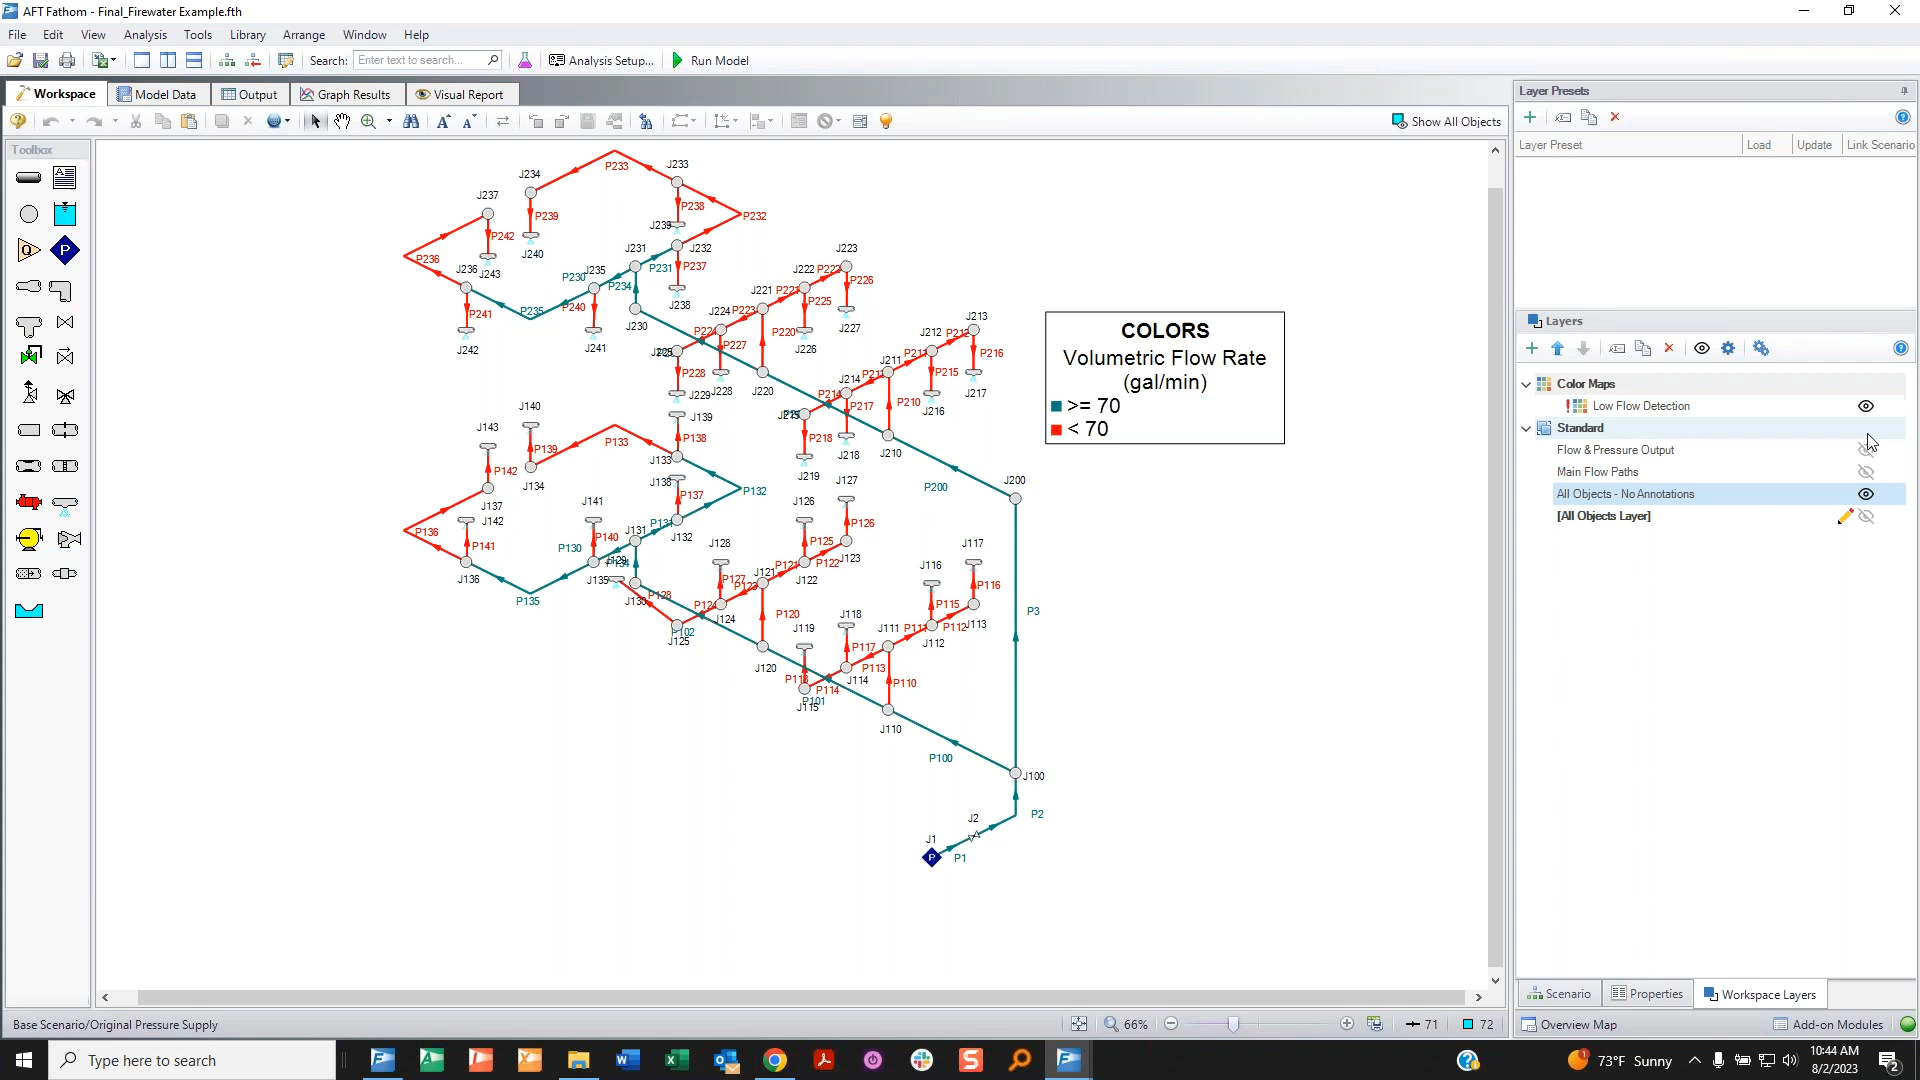 AFT Fathom - Final_Firewater Example.fth
File Edit View Analysis Tools Library Arrange Window Help
Search: Enter text to search... Analysis Setup... Run Model
Workspace Model Data Output Graph Results Visual Report
Show All Objects
Toolbox
P233 J233
J234
J237
P239 P238
P232
P242 J239
J240
J231 J232 J223
P236 J236 J243
P230 J235 P231 P237 J222 P222 P226
P234
P241 P235 P240 J238 J221 P221 P225
J230 J224 P223 J227 J213
J242 J241 P224 P220 J226 J212 P212
P227 P216
J211 P211 P215
P228 J220 J214
J229 J228 P214 P217 P210 J216 J217
J140 J139 P218
J143 P133 P138 J218 J210
P139 J133 J219 J127
P142 J138 P132 P200 J200
J134 J141 P137 J126
J137
P136 J142 J131 P131 J132 J128 P125 P126
P141 P130 P140 J117
J136 J135 J121 P121 P122 J123 J116
J122
P135 J130 P128 P127 P123 P115 P116 P3
P124 J124 P120 J118
P102 J119 J111 P112 J113
J125 J112
J120 P117 P113
P114 J114 P110
P101
J115
J110
P100
J100
J2 P2
J1
P
P1
COLORS
Volumetric Flow Rate
(gal/min)
>= 70
< 70
Layer Presets
Layer Preset Load Update Link Scenario
Layers
Color Maps
Low Flow Detection
Standard
Flow & Pressure Output
Main Flow Paths
All Objects - No Annotations
[All Objects Layer]
Scenario Properties Workspace Layers
Base Scenario/Original Pressure Supply 66% 71 72 Overview Map Add-on Modules
Type here to search 73°F Sunny 10:44 AM
8/2/2023
2